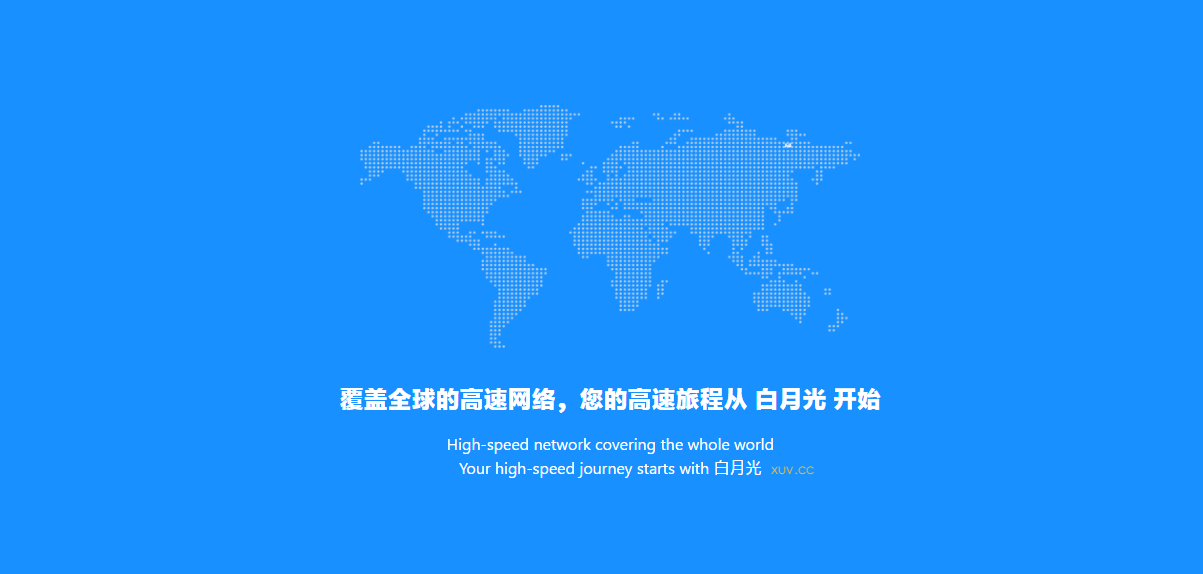 覆盖全球的高速网络，您的高速旅程从 白月光 开始
High-speed network covering the whole world
Your high-speed journey starts with 白月光 xuv.cc